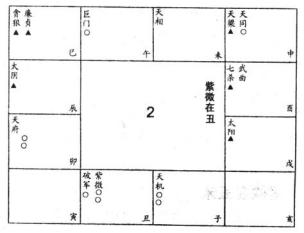 廉贞▲
贪狼▲
巳
巨门○
午
天相
未
天同○
天梁▲
申
太阴▲
辰
武曲
七杀▲
酉
紫微在丑
2
天府○○
卯
太阳▲
戌
寅
紫微○○
破军○
丑
天机○○
子
亥